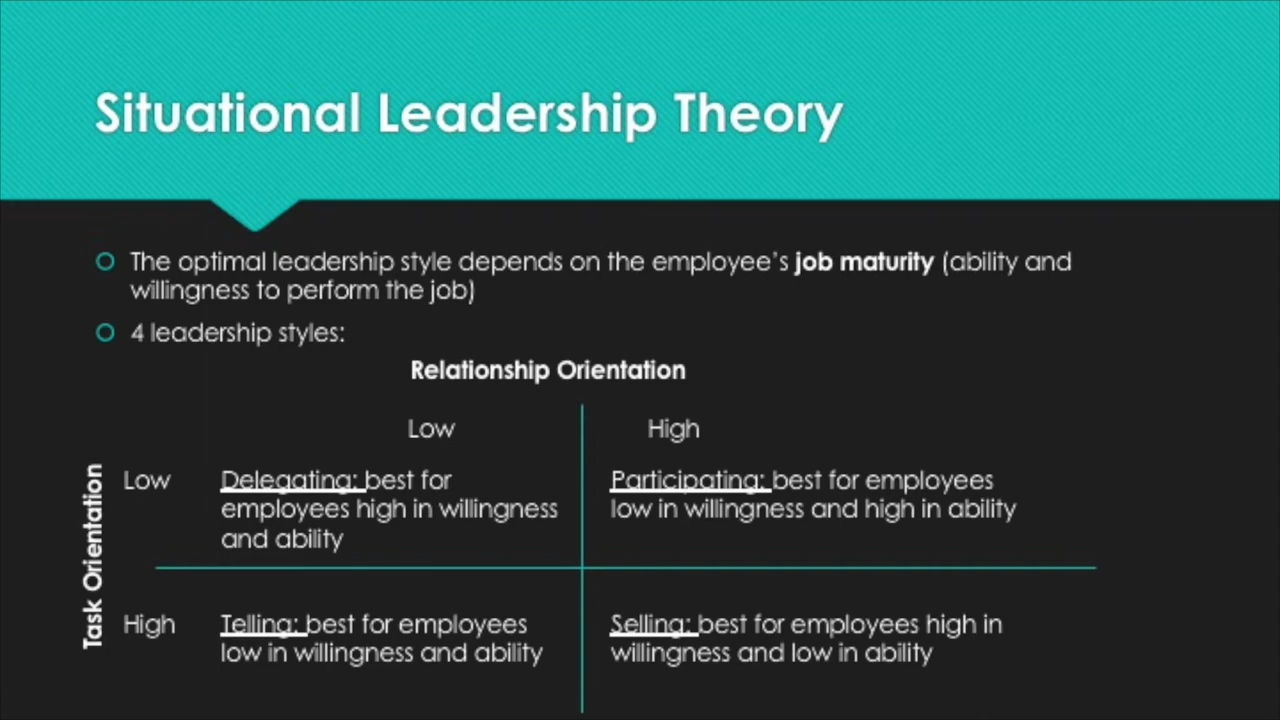 Situational Leadership Theory
The optimal leadership style depends on the employee's job maturity (ability and
willingness to perform the job)
4 leadership styles:
Relationship Orientation
Low
High
Task Orientation
Low
Delegating: best for
employees high in willingness
and ability
Participating: best for employees
low in willingness and high in ability
High
Telling: best for employees
low in willingness and ability
Selling: best for employees high in
willingness and low in ability